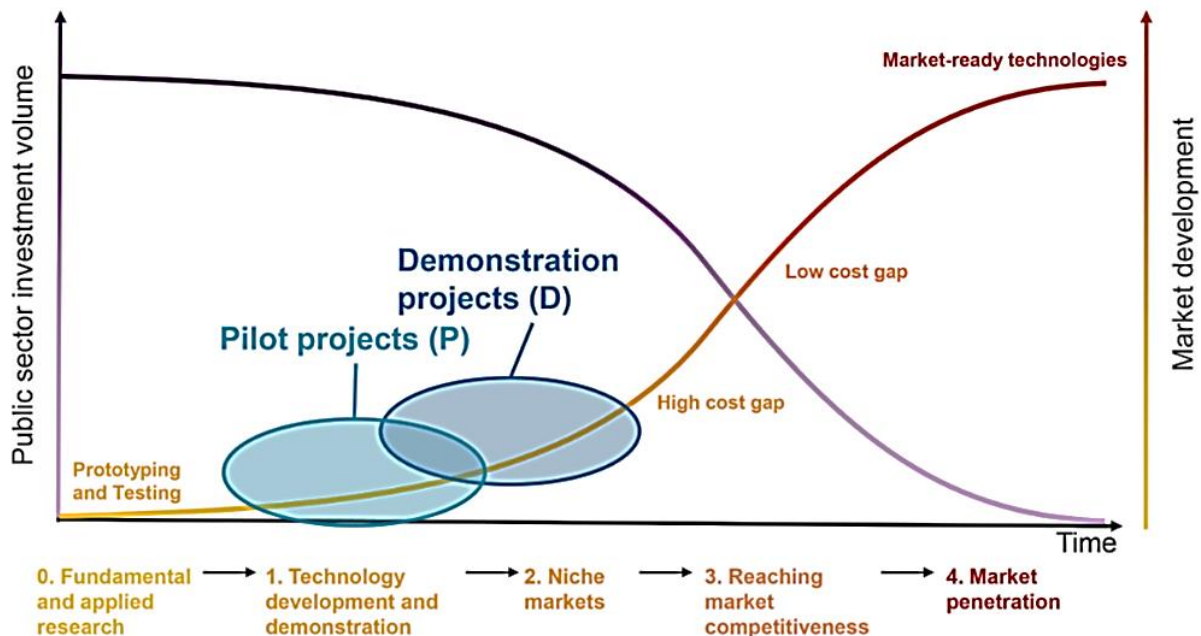 Public sector investment volume
Market-ready technologies
Market development
Demonstration
projects (D)
Low cost gap
Pilot projects (P)
High cost gap
Prototyping
and Testing
Time
0. Fundamental
and applied
research
1. Technology
development and
demonstration
2. Niche
markets
3. Reaching
market
competitiveness
4. Market
penetration